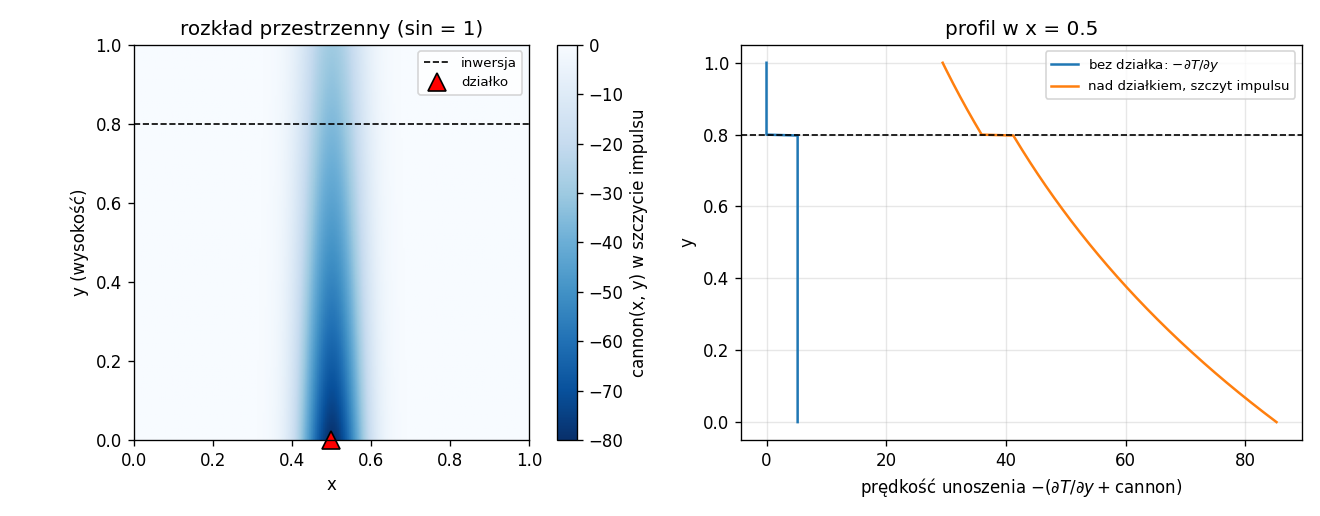 rozkład przestrzenny (sin = 1)
inwersja
działko
1.0
0.8
0.6
0.4
0.2
0.0
y (wysokość)
0.0 0.2 0.4 0.6 0.8 1.0
x
0
−10
−20
−30
−40
−50
−60
−70
−80
cannon(x, y) w szczycie impulsu
profil w x = 0.5
bez działka: −∂T/∂y
nad działkiem, szczyt impulsu
1.0
0.8
0.6
0.4
0.2
0.0
y
0 20 40 60 80
prędkość unoszenia −(∂T/∂y + cannon)